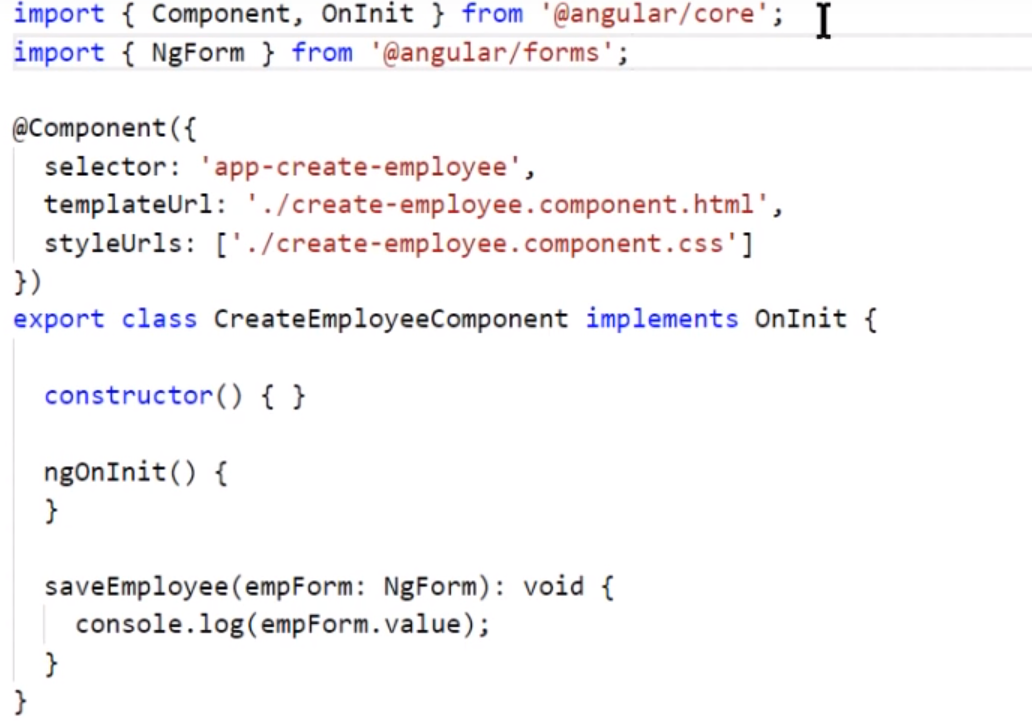 import { Component, OnInit } from '@angular/core';
import { NgForm } from '@angular/forms';
@Component({
  selector: 'app-create-employee',
  templateUrl: './create-employee.component.html',
  styleUrls: ['./create-employee.component.css']
})
export class CreateEmployeeComponent implements OnInit {
  constructor() { }
  ngOnInit() {
  }
  saveEmployee(empForm: NgForm): void {
    console.log(empForm.value);
  }
}